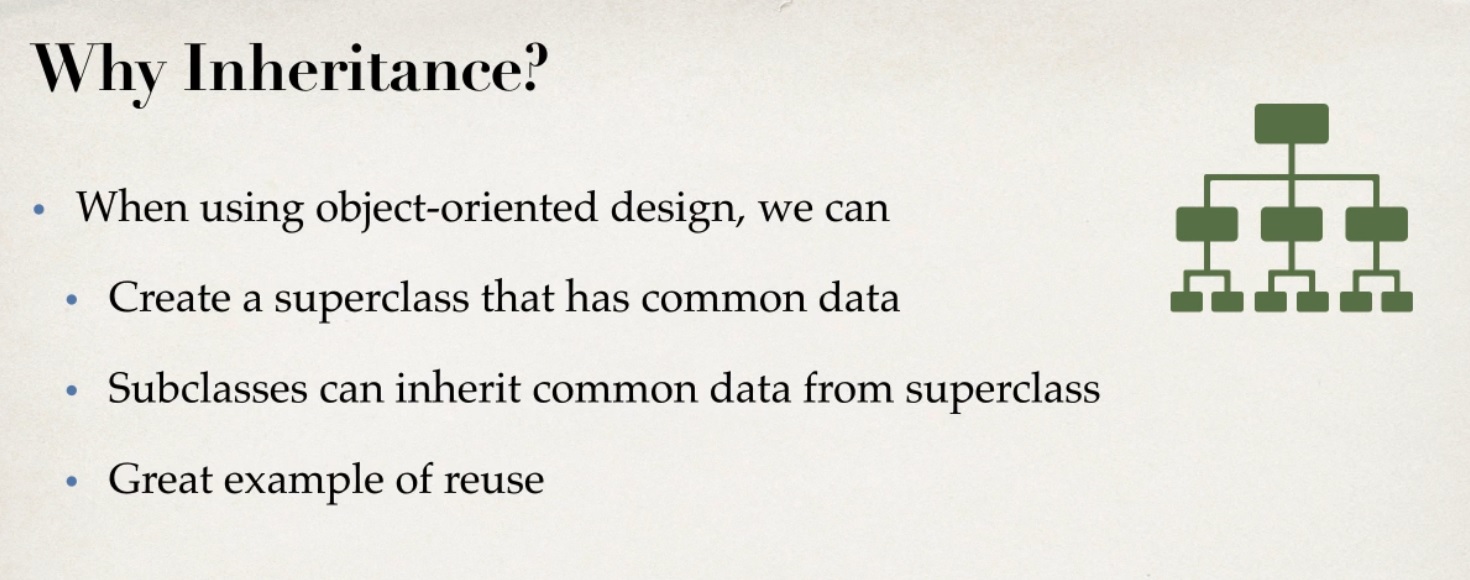 Why Inheritance?
• When using object-oriented design, we can
• Create a superclass that has common data
• Subclasses can inherit common data from superclass
• Great example of reuse